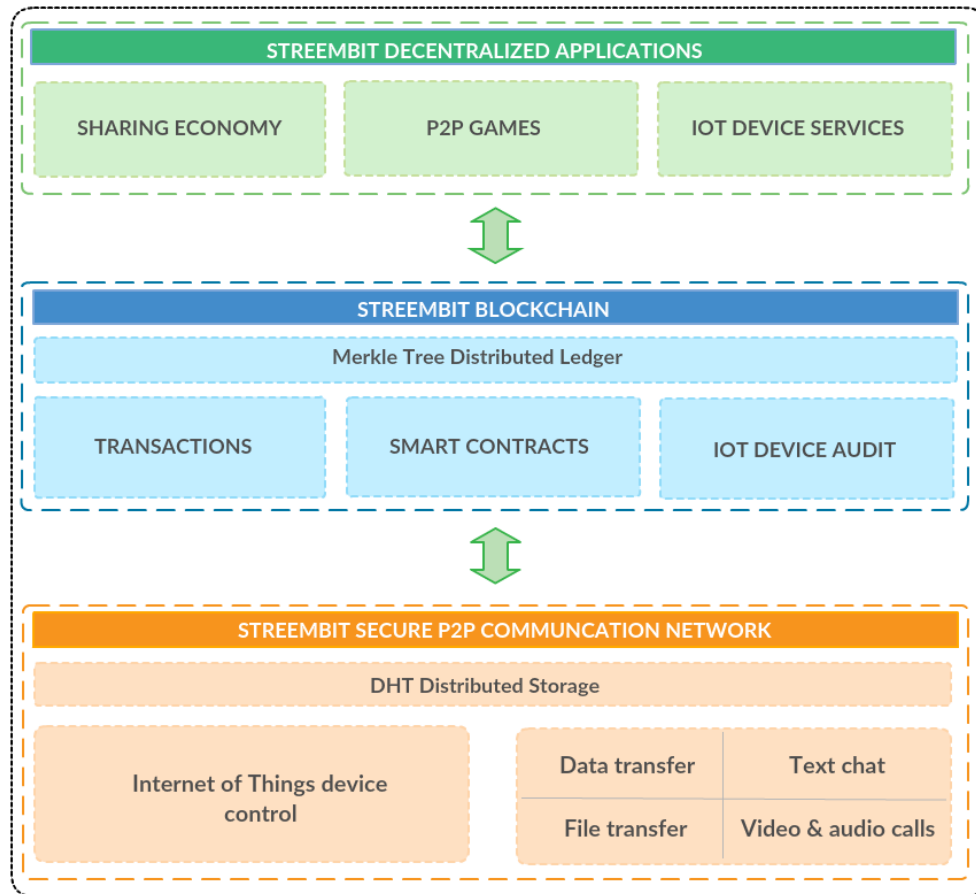 STREEMBIT DECENTRALIZED APPLICATIONS
SHARING ECONOMY
P2P GAMES
IOT DEVICE SERVICES
STREEMBIT BLOCKCHAIN
Merkle Tree Distributed Ledger
TRANSACTIONS
SMART CONTRACTS
IOT DEVICE AUDIT
STREEMBIT SECURE P2P COMMUNCATION NETWORK
DHT Distributed Storage
Internet of Things device
control
Data transfer
Text chat
File transfer
Video & audio calls